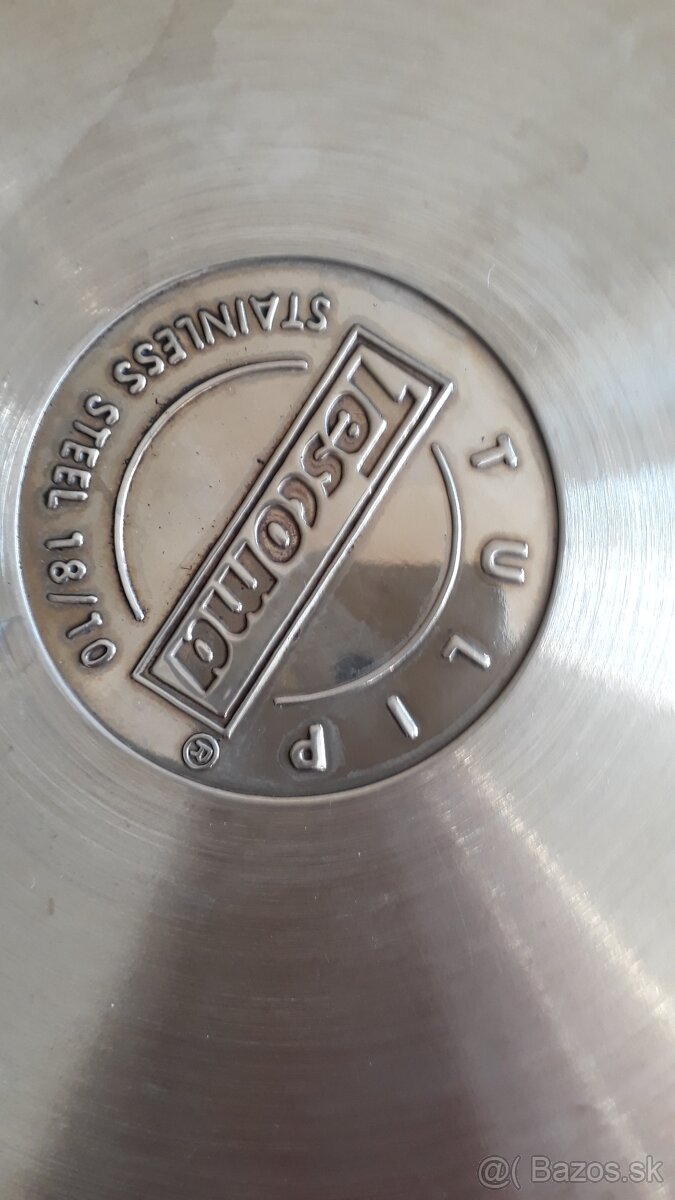 TULIP
Tescoma
®
STAINLESS STEEL 18/10
@( Bazos.sk